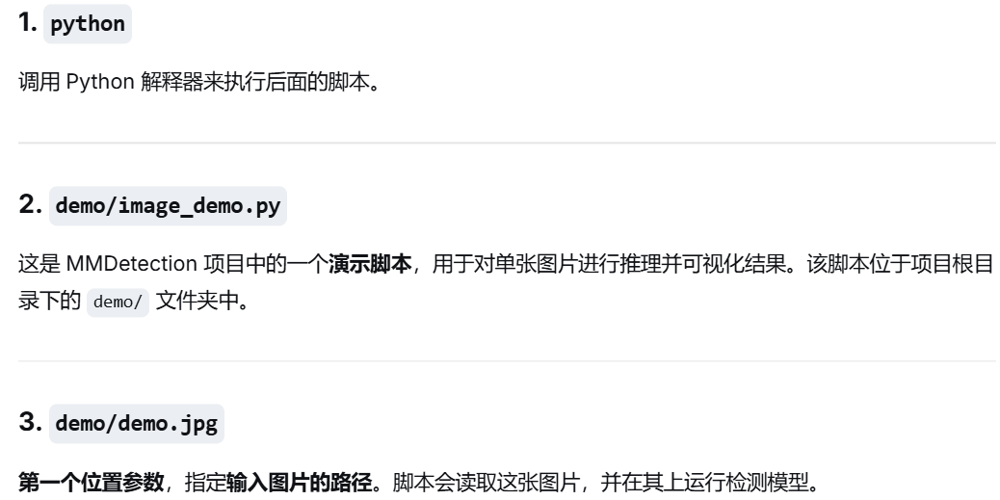 1. python
调用 Python 解释器来执行后面的脚本。
2. demo/image_demo.py
这是 MMDetection 项目中的一个演示脚本，用于对单张图片进行推理并可视化结果。该脚本位于项目根目
录下的 demo/ 文件夹中。
3. demo/demo.jpg
第一个位置参数，指定输入图片的路径。脚本会读取这张图片，并在其上运行检测模型。